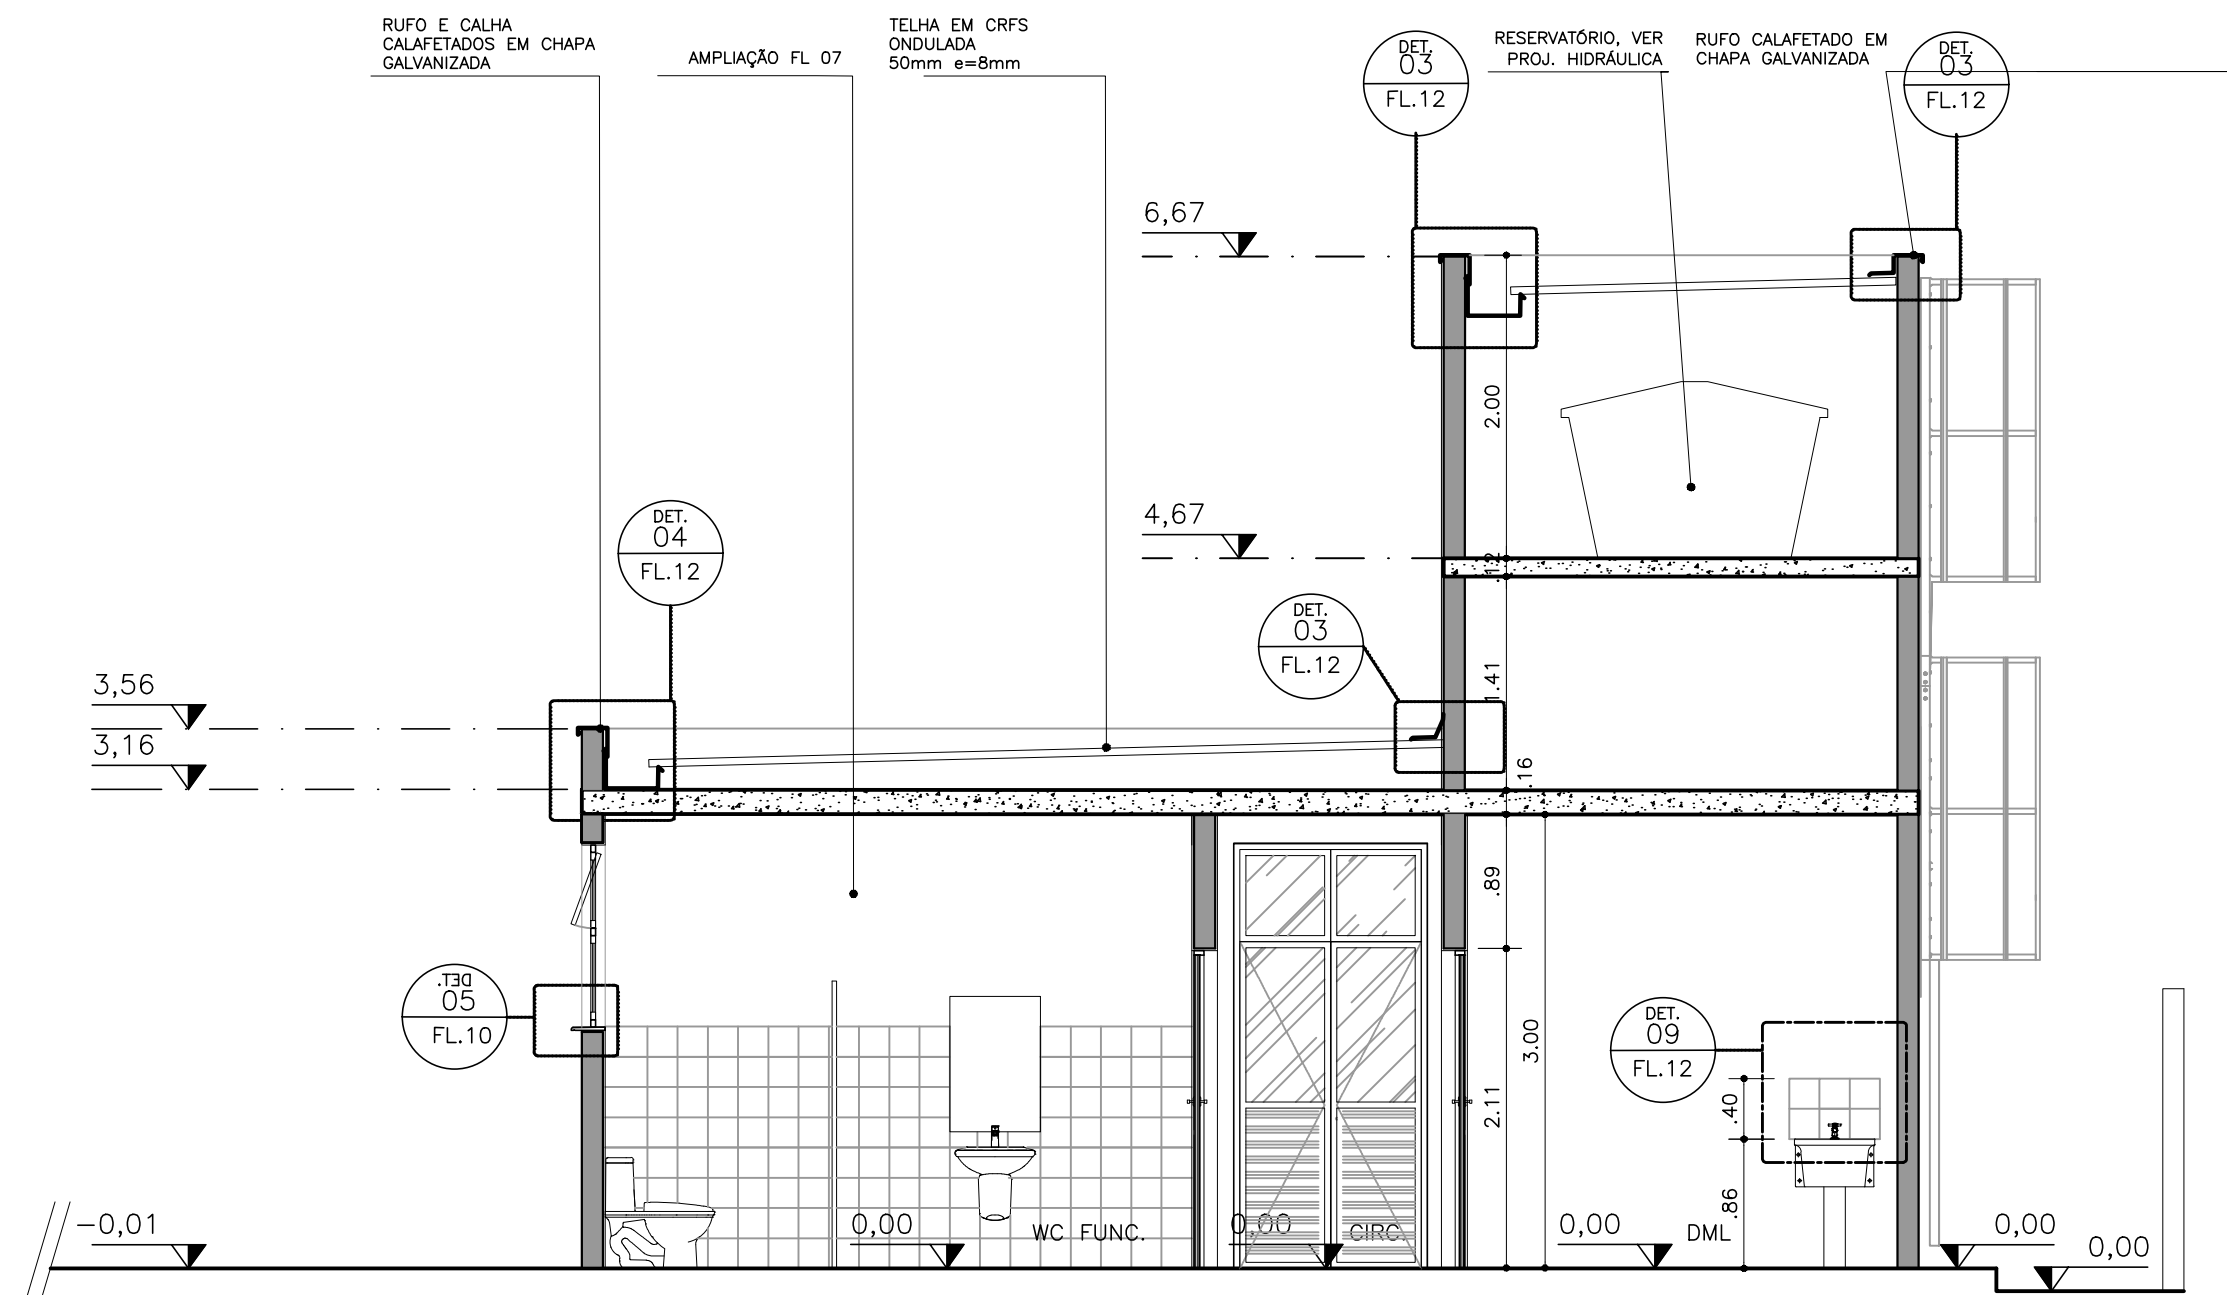 RUFO E CALHA
CALAFETADOS EM CHAPA
GALVANIZADA
AMPLIAÇÃO FL 07
TELHA EM CRFS
ONDULADA
50mm e=8mm
DET.
03
FL.12
RESERVATÓRIO, VER
PROJ. HIDRÁULICA
RUFO CALAFETADO EM
CHAPA GALVANIZADA
DET.
03
FL.12
6,67
2.00
4,67
.12
DET.
04
FL.12
DET.
03
FL.12
1.41
3,56
3,16
.16
.89
DET.
05
FL.10
3.00
2.11
DET.
09
FL.12
.40
.86
-0,01
0,00
WC FUNC.
0,00
CIRC.
0,00
DML
0,00
0,00